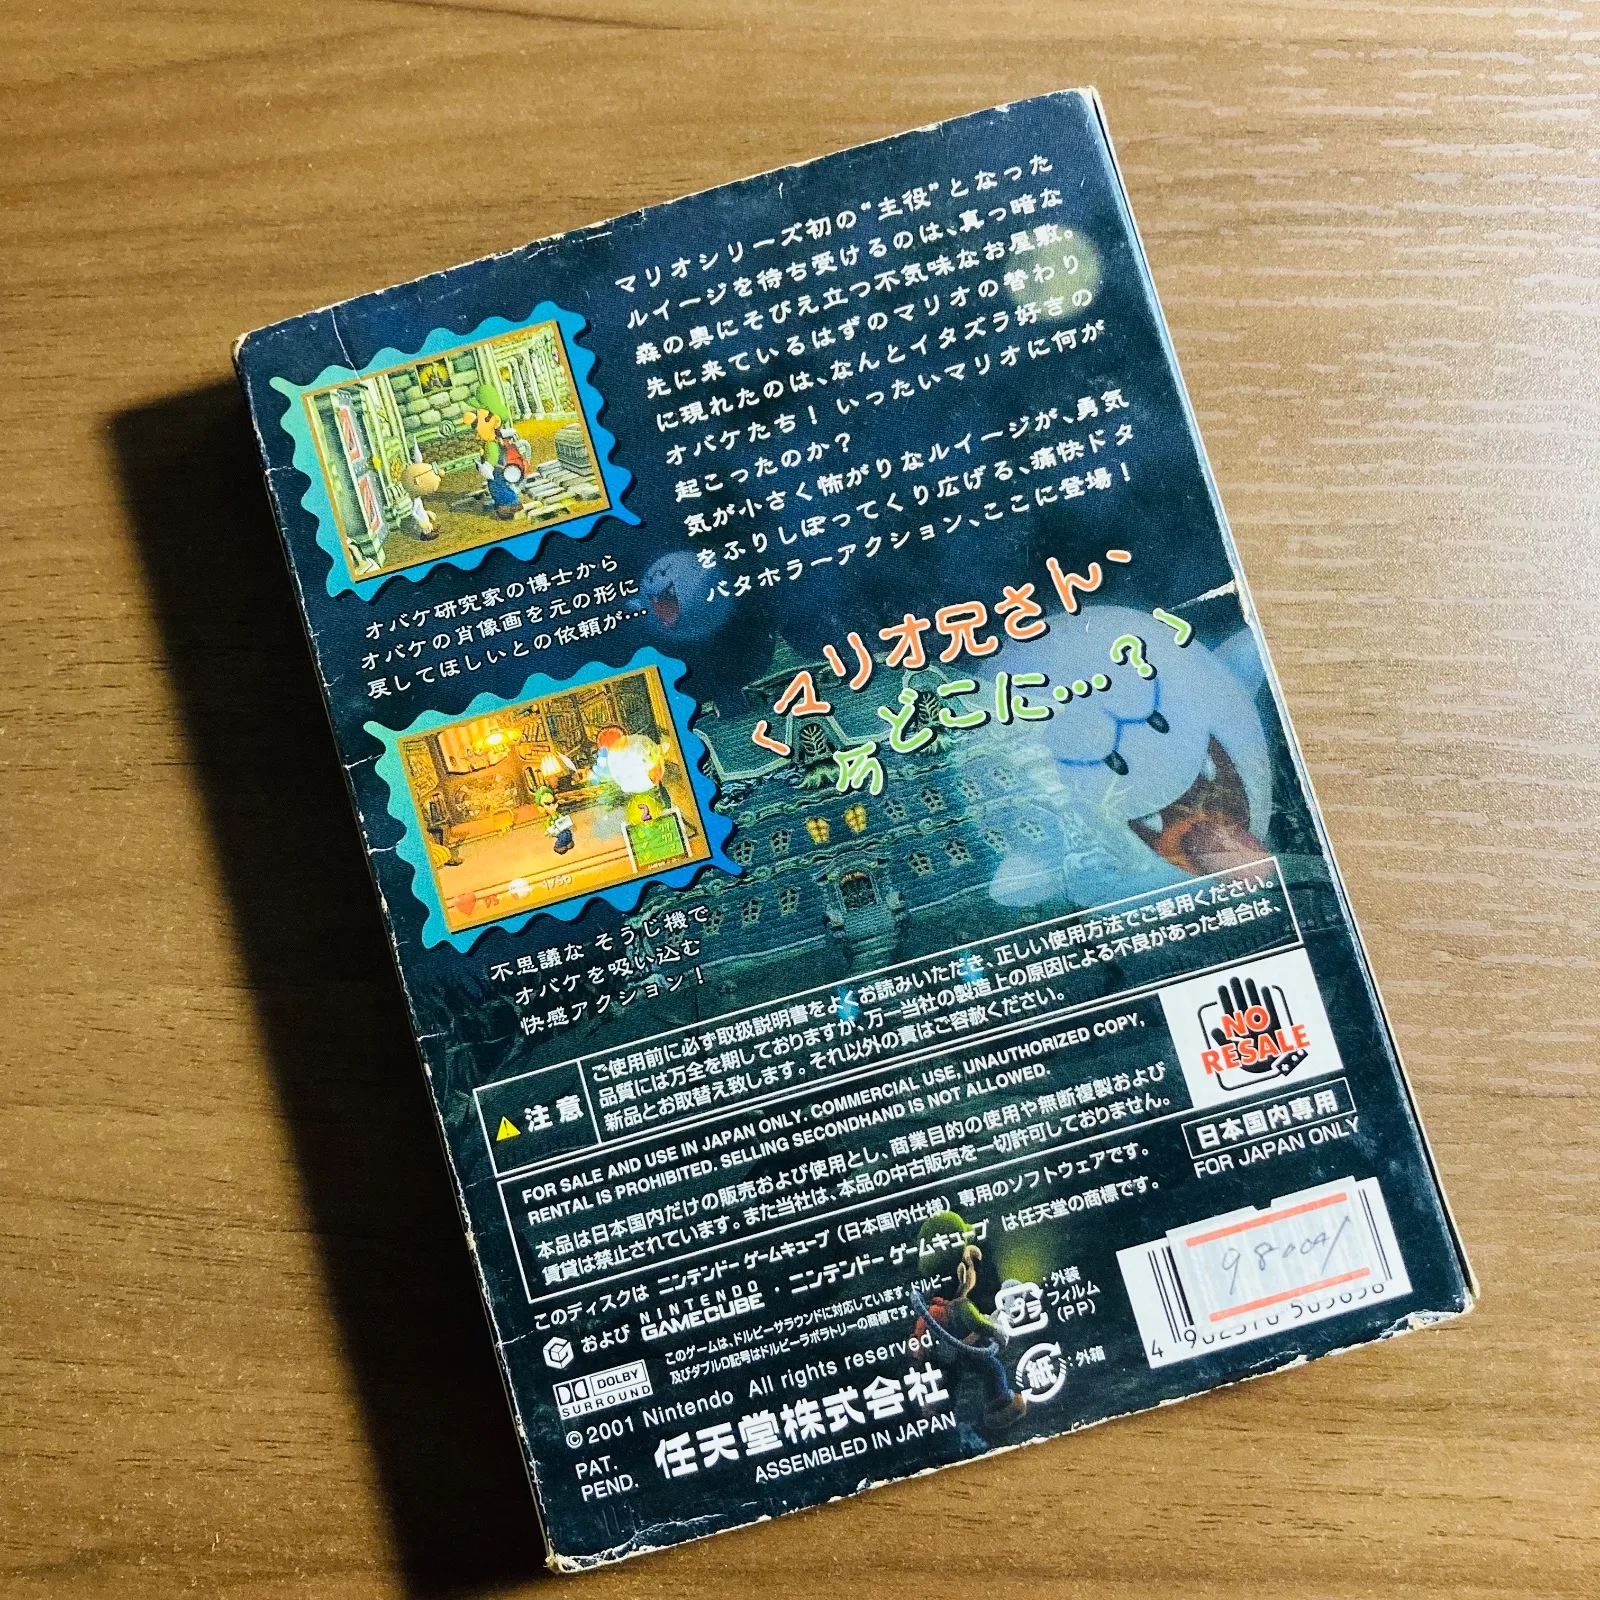 マリオシリーズ初の“主役”となった
ルイージを待ち受けるのは、真っ暗な
森の奥にそびえ立つ不気味なお屋敷。
先に来ているはずのマリオの替わり
に現れたのは、なんとイタズラ好きの
オバケたち！ いったいマリオに何が
起こったのか？
気が小さく怖がりなルイージが、勇気
をふりしぼってくり広げる、痛快ドタ
バタホラーアクション、ここに登場！
オバケ研究家の博士から
オバケの肖像画を元の形に
戻してほしいとの依頼が…
〈マリオ兄さん、
今どこに…？〉
不思議な そうじ機で
オバケを吸い込む
快感アクション！
注意
ご使用前に必ず取扱説明書をよくお読みいただき、正しい使用方法でご愛用ください。
品質には万全を期しておりますが、万一当社の製造上の原因による不良があった場合は、
新品とお取替え致します。それ以外の責はご容赦ください。
FOR SALE AND USE IN JAPAN ONLY. COMMERCIAL USE, UNAUTHORIZED COPY,
RENTAL IS PROHIBITED. SELLING SECONDHAND IS NOT ALLOWED.
本品は日本国内だけの販売および使用とし、商業目的の使用や無断複製および
賃貸は禁止されています。また当社は、本品の中古販売を一切許可しておりません。
NO
RESALE
日本国内専用
FOR JAPAN ONLY
このディスクは ニンテンドー ゲームキューブ（日本国内仕様）専用のソフトウェアです。
および NINTENDO GAMECUBE・ニンテンドー ゲームキューブ は任天堂の商標です。
DOLBY
SURROUND
このゲームは、ドルビーサラウンドに対応しています。ドルビー
及びダブルD記号はドルビーラボラトリーの商標です。
プラ
：外装
フィルム
(PP)
紙
：外箱
©2001 Nintendo All rights reserved.
PAT.
PEND.
任天堂株式会社
ASSEMBLED IN JAPAN